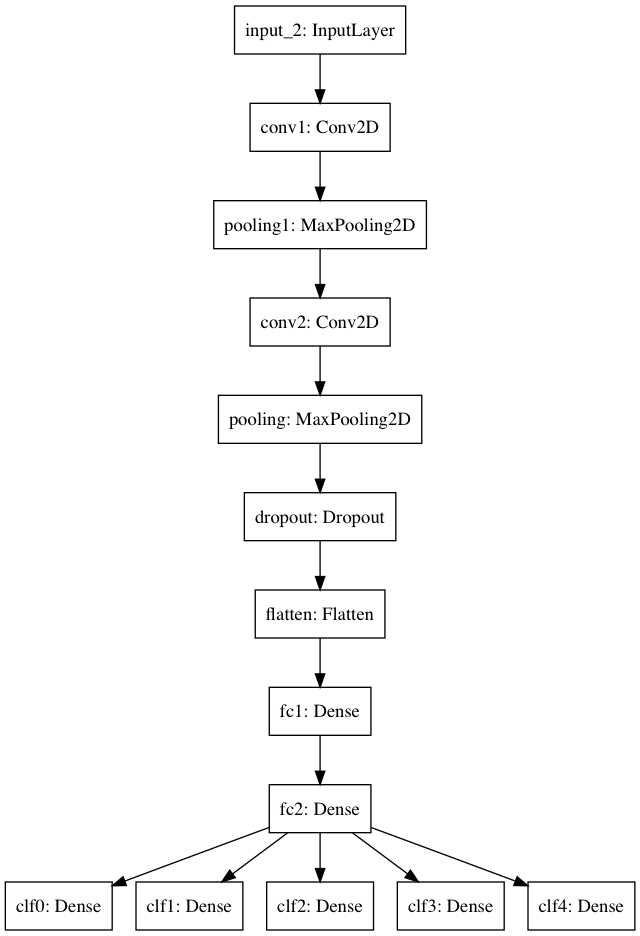 input_2: InputLayer
conv1: Conv2D
pooling1: MaxPooling2D
conv2: Conv2D
pooling: MaxPooling2D
dropout: Dropout
flatten: Flatten
fc1: Dense
fc2: Dense
clf0: Dense
clf1: Dense
clf2: Dense
clf3: Dense
clf4: Dense